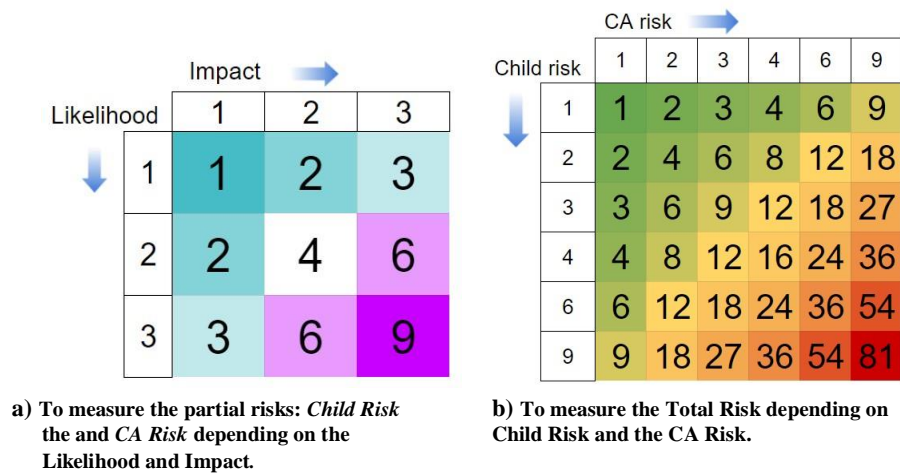 Impact
Likelihood 1 2 3
1 1 2 3
2 2 4 6
3 3 6 9
a) To measure the partial risks: Child Risk
the and CA Risk depending on the
Likelihood and Impact.
CA risk
Child risk 1 2 3 4 6 9
1 1 2 3 4 6 9
2 2 4 6 8 12 18
3 3 6 9 12 18 27
4 4 8 12 16 24 36
6 6 12 18 24 36 54
9 9 18 27 36 54 81
b) To measure the Total Risk depending on
Child Risk and the CA Risk.